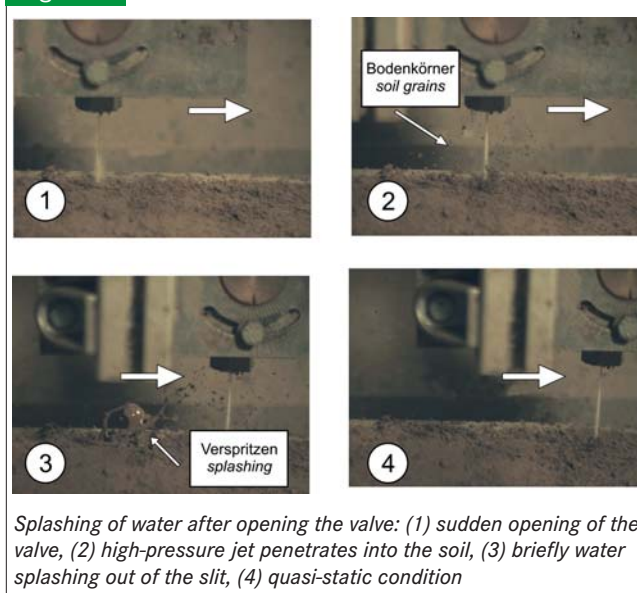 1
Bodenkörner
soil grains
2
Verspritzen
splashing
3
4
Splashing of water after opening the valve: (1) sudden opening of the
valve, (2) high-pressure jet penetrates into the soil, (3) briefly water
splashing out of the slit, (4) quasi-static condition